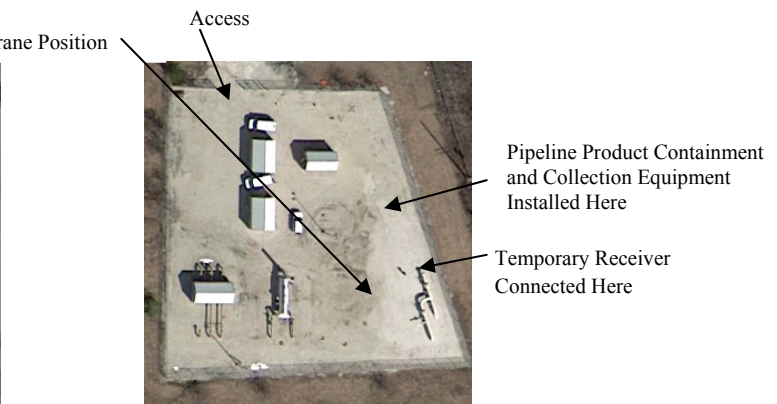 Access
rane Position
Pipeline Product Containment
and Collection Equipment
Installed Here
Temporary Receiver
Connected Here